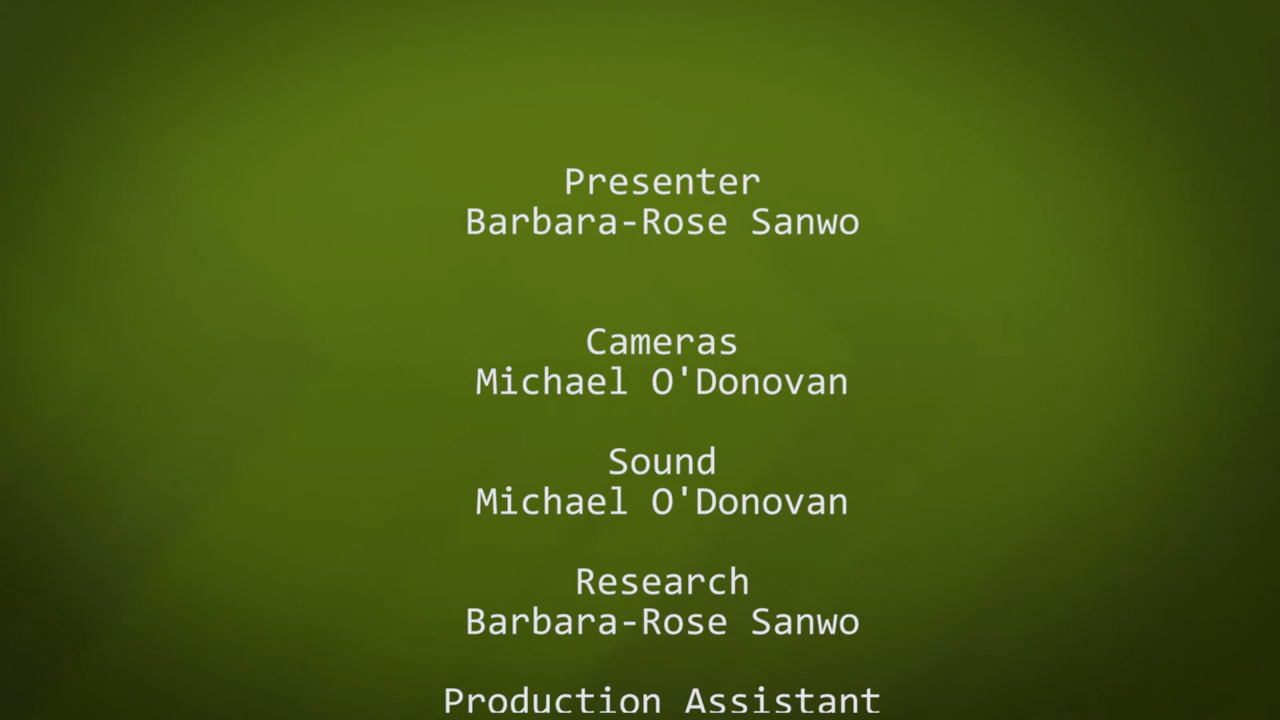 Presenter
Barbara-Rose Sanwo
Cameras
Michael O'Donovan
Sound
Michael O'Donovan
Research
Barbara-Rose Sanwo
Production Assistant